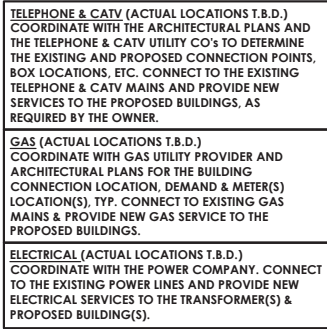 TELEPHONE & CATV (ACTUAL LOCATIONS T.B.D.)
COORDINATE WITH THE ARCHITECTURAL PLANS AND
THE TELEPHONE & CATV UTILITY CO's TO DETERMINE
THE EXISTING AND PROPOSED CONNECTION POINTS,
BOX LOCATIONS, ETC. CONNECT TO THE EXISTING
TELEPHONE & CATV MAINS AND PROVIDE NEW
SERVICES TO THE PROPOSED BUILDINGS, AS
REQUIRED BY THE OWNER.
GAS (ACTUAL LOCATIONS T.B.D.)
COORDINATE WITH GAS UTILITY PROVIDER AND
ARCHITECTURAL PLANS FOR THE BUILDING
CONNECTION LOCATION, DEMAND & METER(S)
LOCATION(S), TYP. CONNECT TO EXISTING GAS
MAINS & PROVIDE NEW GAS SERVICE TO THE
PROPOSED BUILDINGS.
ELECTRICAL (ACTUAL LOCATIONS T.B.D.)
COORDINATE WITH THE POWER COMPANY. CONNECT
TO THE EXISTING POWER LINES AND PROVIDE NEW
ELECTRICAL SERVICES TO THE TRANSFORMER(S) &
PROPOSED BUILDING(S).